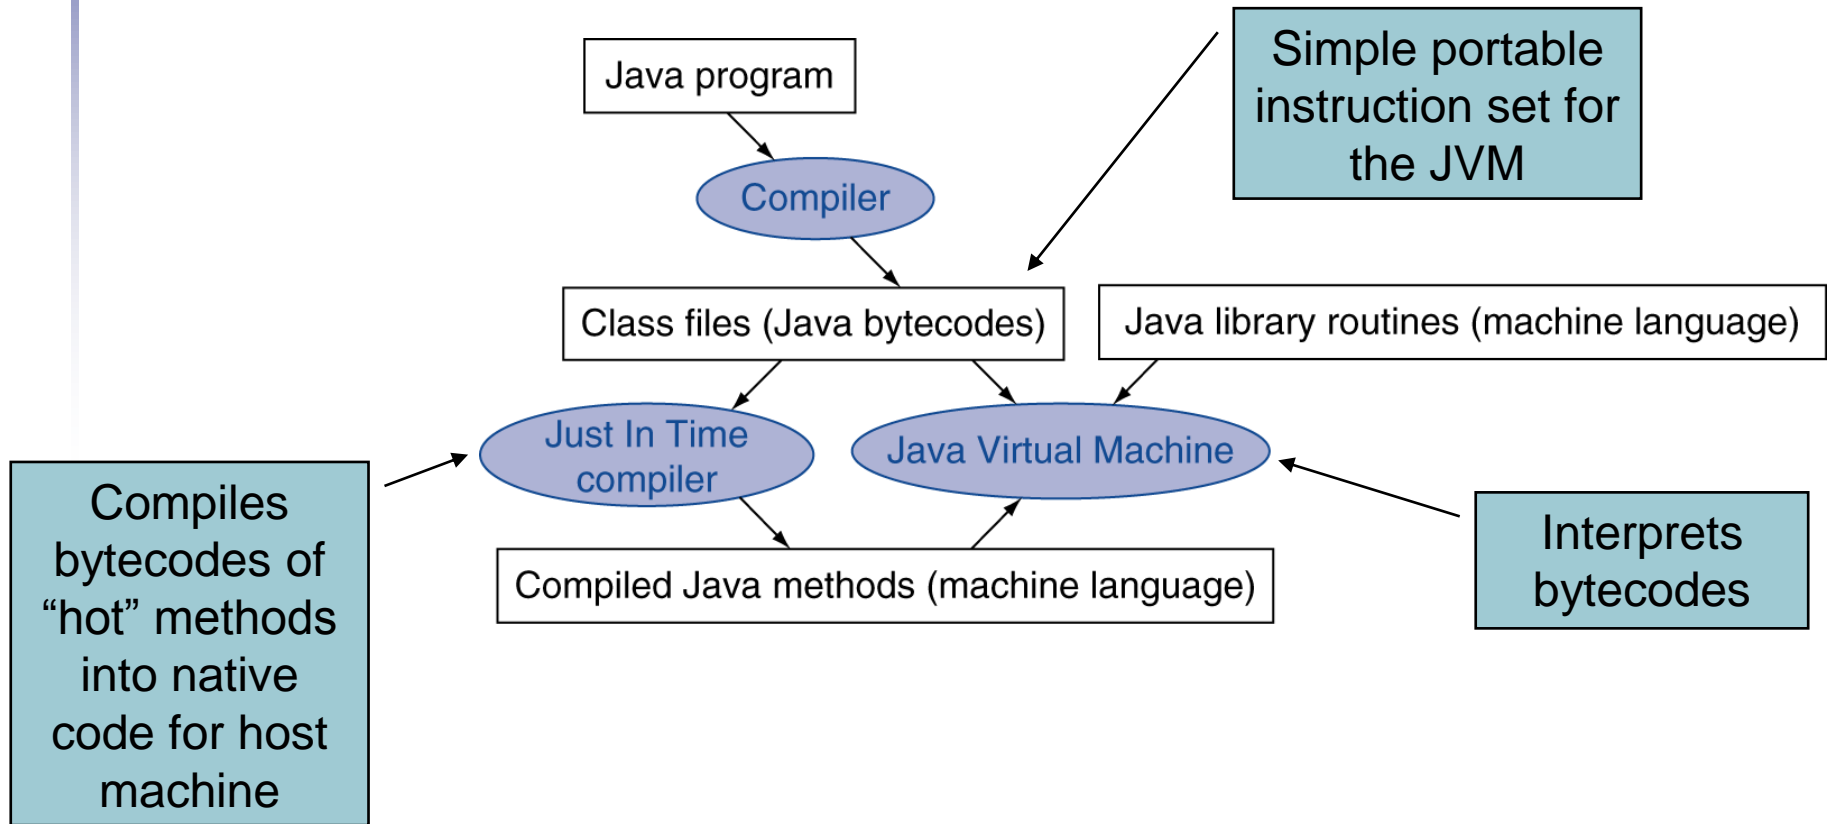 Java program
Simple portable
instruction set for
the JVM
Compiler
Class files (Java bytecodes)
Java library routines (machine language)
Just In Time
compiler
Java Virtual Machine
Compiles
bytecodes of
“hot” methods
into native
code for host
machine
Interprets
bytecodes
Compiled Java methods (machine language)